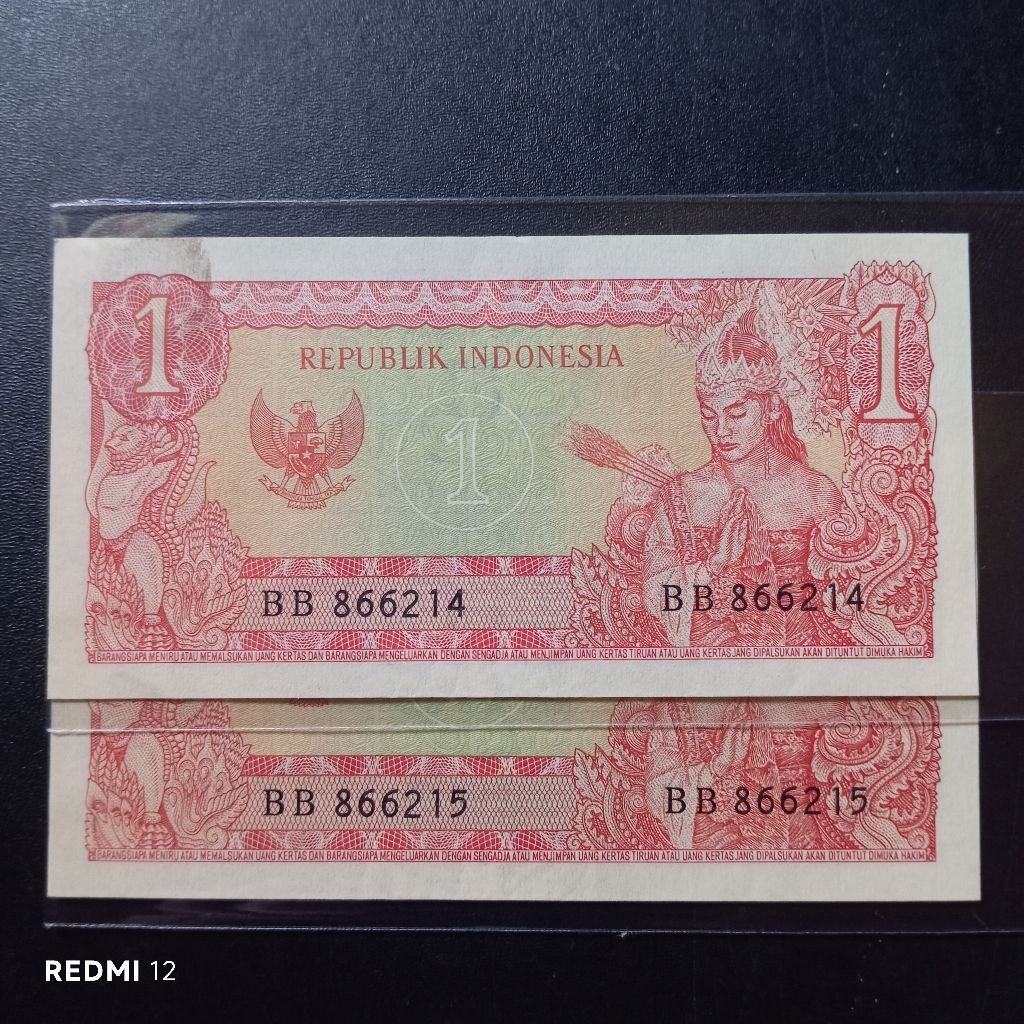 1
1
REPUBLIK INDONESIA
1
BB 866214
BB 866214
BARANGSIAPA MENIRU ATAU MEMALSUKAN UANG KERTAS DAN BARANGSIAPA MENGELUARKAN DENGAN SENGADJA ATAU MENJIMPAN UANG KERTAS TIRUAN ATAU UANG KERTAS JANG DIPALSUKAN AKAN DITUNTUT DIMUKA HAKIM
BB 866215
BB 866215
BARANGSIAPA MENIRU ATAU MEMALSUKAN UANG KERTAS DAN BARANGSIAPA MENGELUARKAN DENGAN SENGADJA ATAU MENJIMPAN UANG KERTAS TIRUAN ATAU UANG KERTAS JANG DIPALSUKAN AKAN DITUNTUT DIMUKA HAKIM
REDMI 12